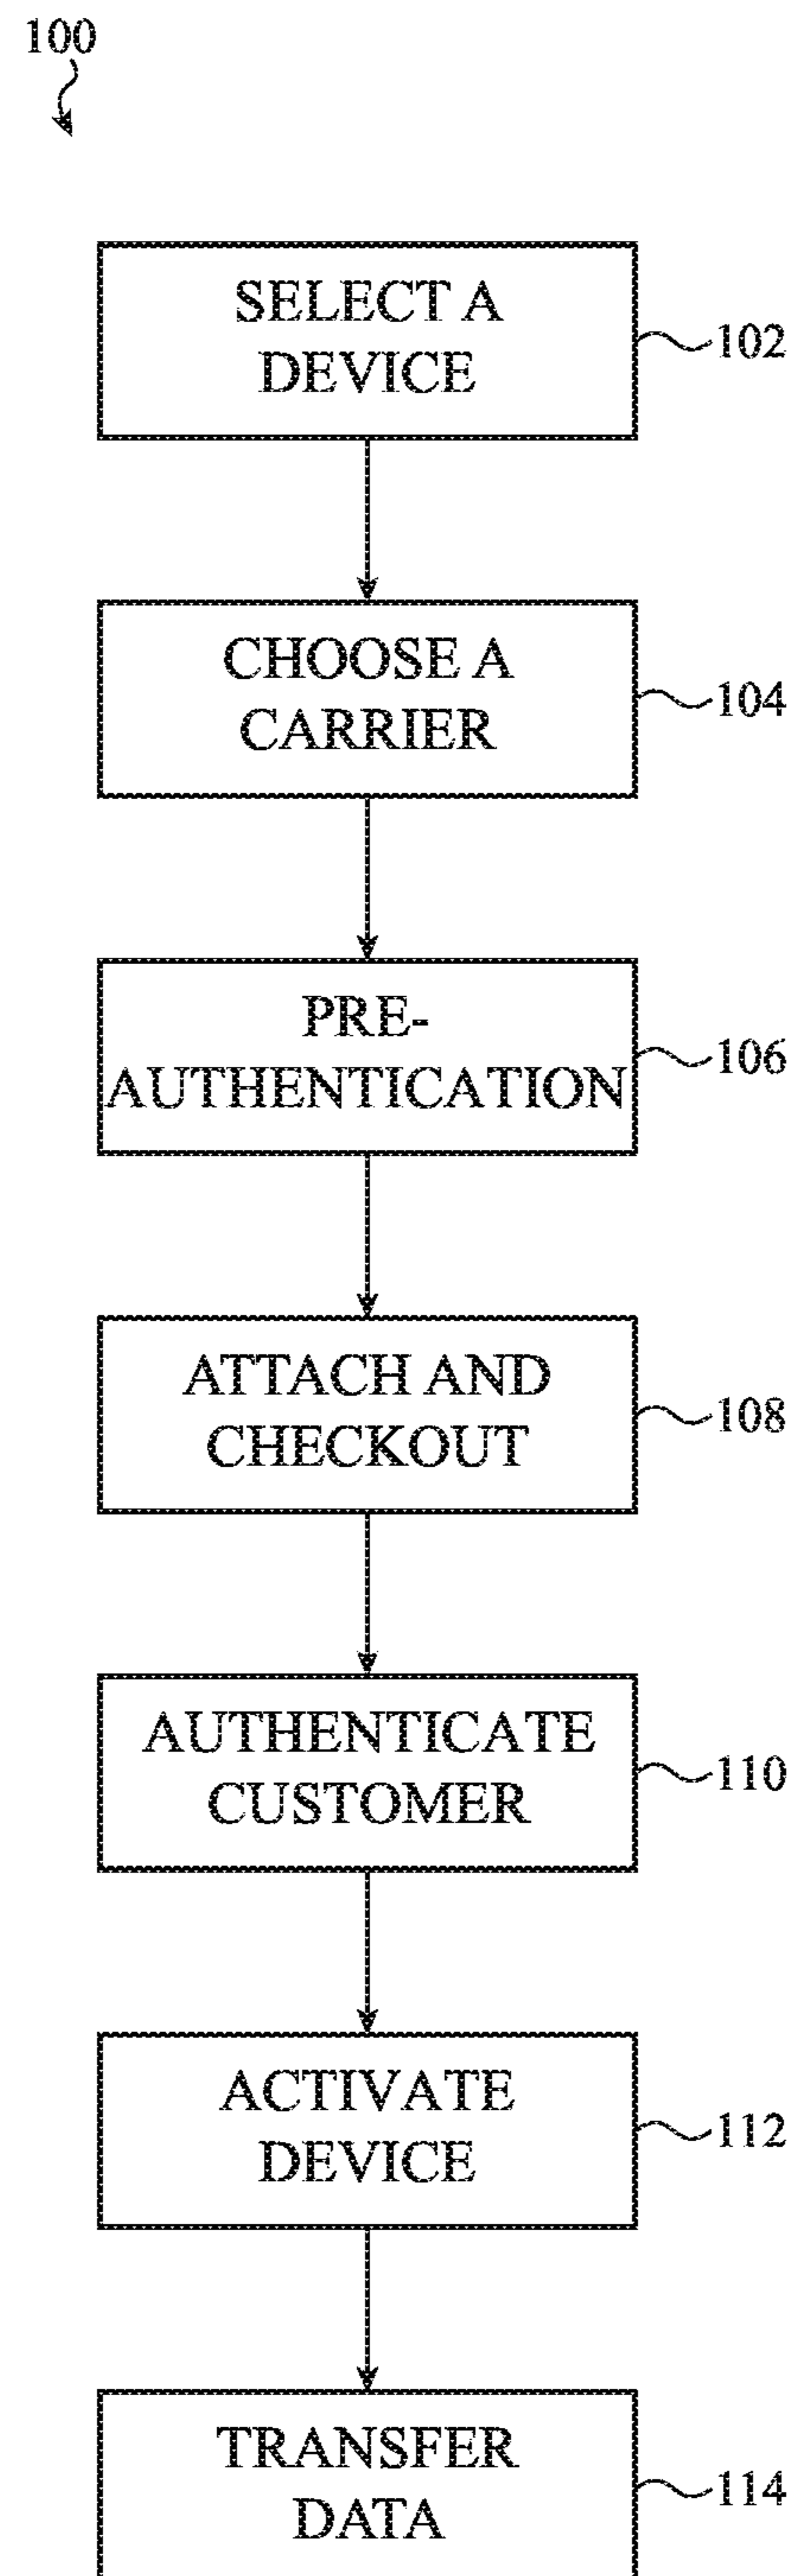 100
SELECT A
DEVICE
102
CHOOSE A
CARRIER
104
PRE-
AUTHENTICATION
106
ATTACH AND
CHECKOUT
108
AUTHENTICATE
CUSTOMER
110
ACTIVATE
DEVICE
112
TRANSFER
DATA
114